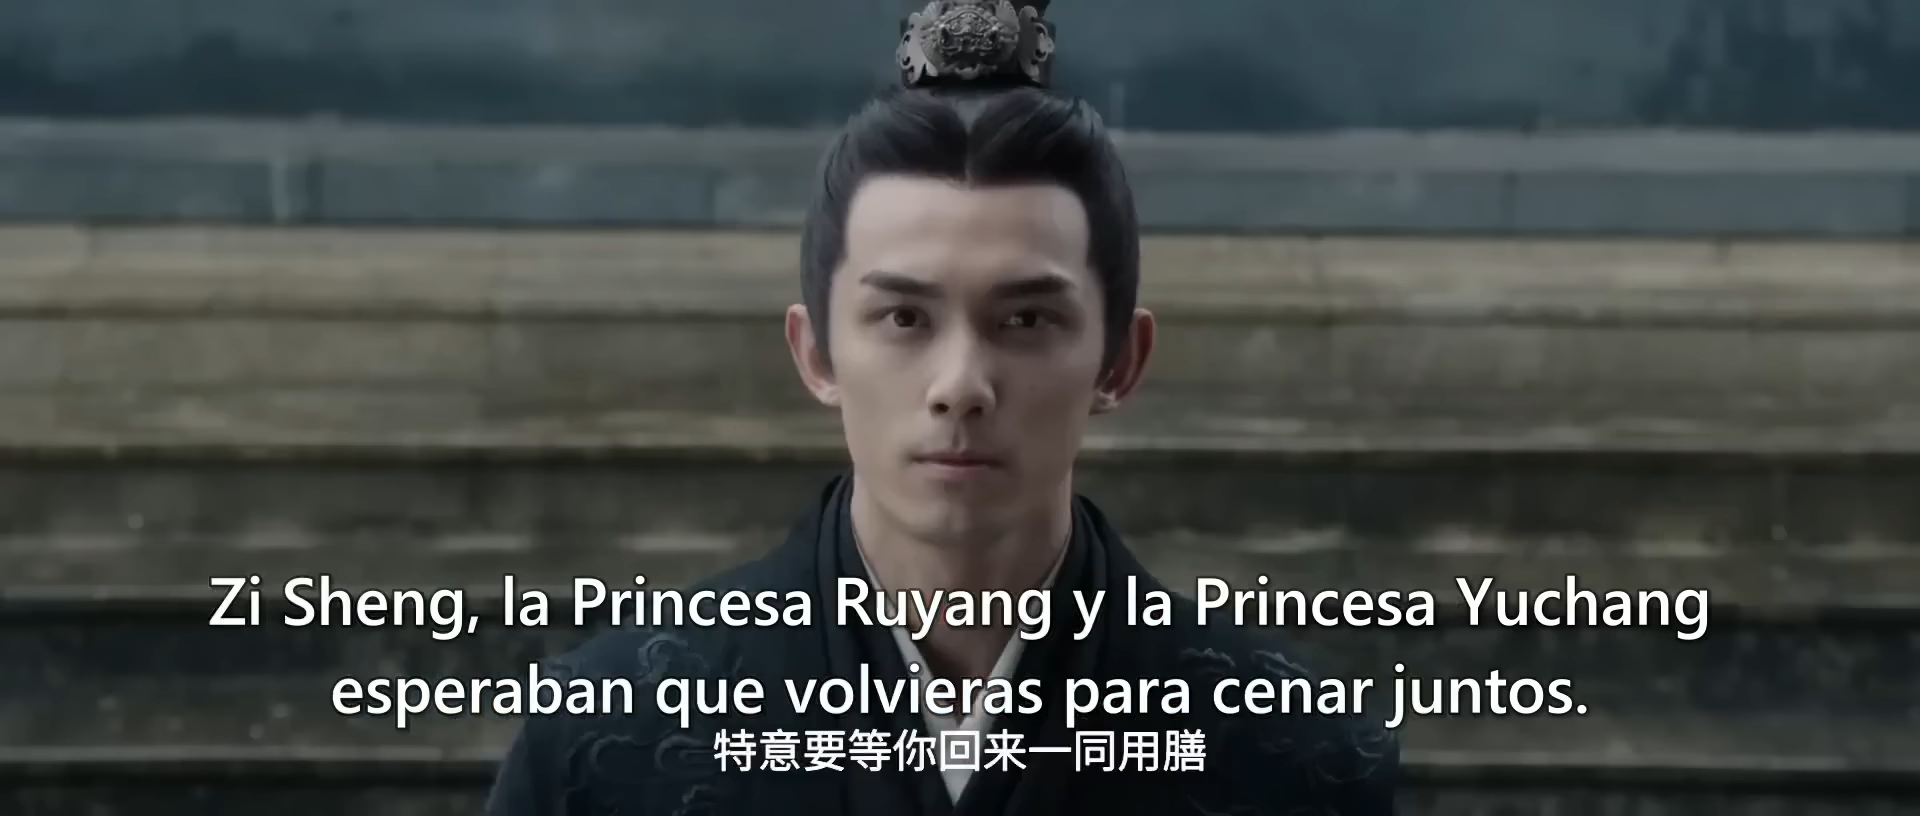 Zi Sheng, la Princesa Ruyang y la Princesa Yuchang
esperaban que volvieras para cenar juntos.
特意要等你回来一同用膳